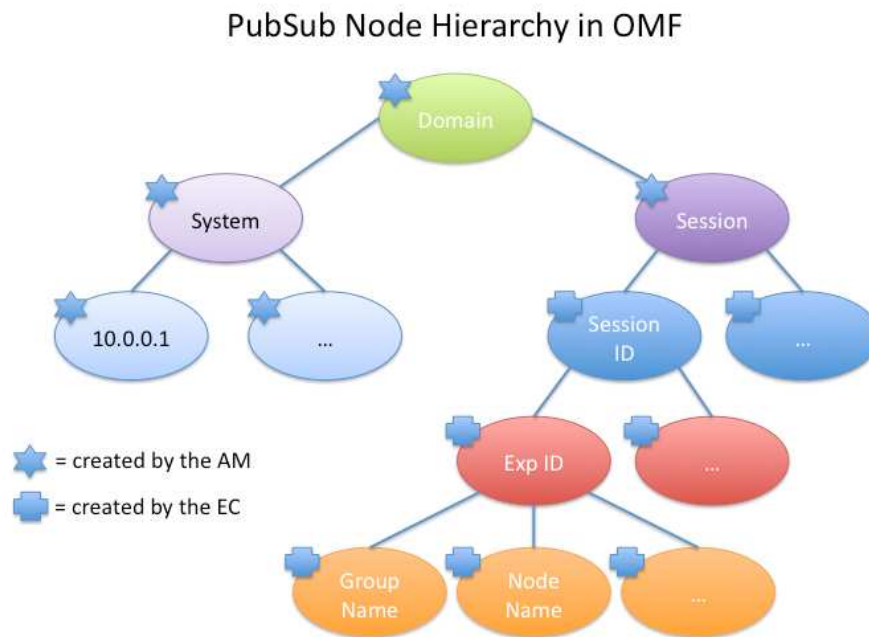 PubSub Node Hierarchy in OMF
Domain
System
Session
10.0.0.1
...
Session
ID
...
Exp ID
...
= created by the AM
= created by the EC
Group
Name
Node
Name
...